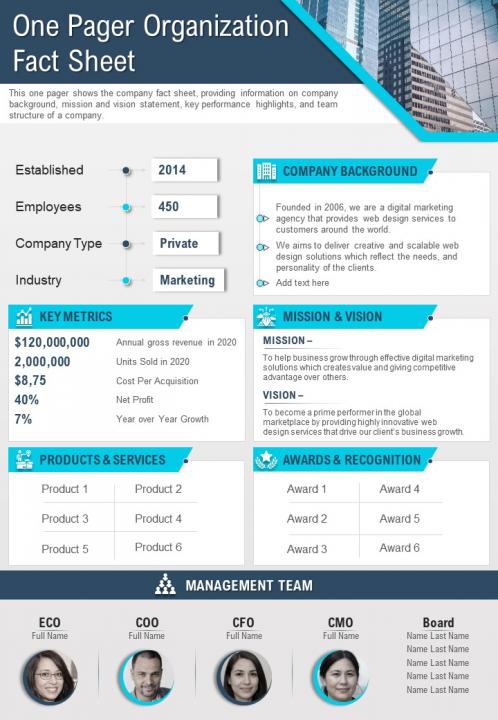 One Pager Organization
Fact Sheet
This one pager shows the company fact sheet, providing information on company
background, mission and vision statement, key performance highlights, and team
structure of a company.
Established 2014
Employees 450
Company Type Private
Industry Marketing
COMPANY BACKGROUND
Founded in 2006, we are a digital marketing
agency that provides web design services to
customers around the world.
We aims to deliver creative and scalable web
design solutions which reflect the needs, and
personality of the clients.
Add text here
KEY METRICS
$120,000,000 Annual gross revenue in 2020
2,000,000 Units Sold in 2020
$8,75 Cost Per Acquisition
40% Net Profit
7% Year over Year Growth
MISSION & VISION
MISSION –
To help business grow through effective digital marketing
solutions which creates value and giving competitive
advantage over others.
VISION –
To become a prime performer in the global
marketplace by providing highly innovative web
design services that drive our client's business growth.
PRODUCTS & SERVICES
Product 1 Product 2
Product 3 Product 4
Product 5 Product 6
AWARDS & RECOGNITION
Award 1 Award 4
Award 2 Award 5
Award 3 Award 6
MANAGEMENT TEAM
ECO COO CFO CMO Board
Full Name Full Name Full Name Full Name Name Last Name
Name Last Name
Name Last Name
Name Last Name
Name Last Name